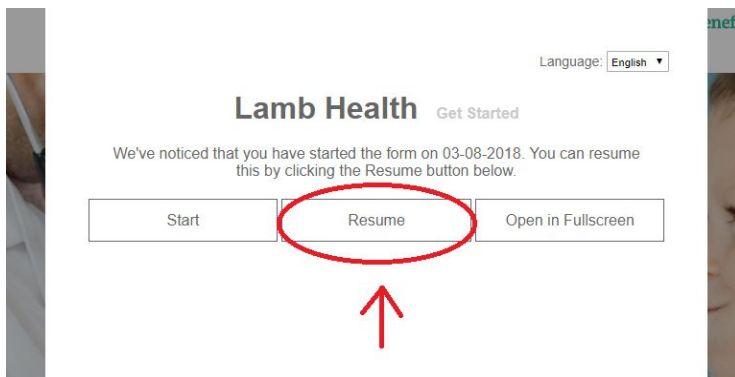 Language: English
Lamb Health Get Started
We've noticed that you have started the form on 03-08-2018. You can resume
this by clicking the Resume button below.
Start Resume Open in Fullscreen